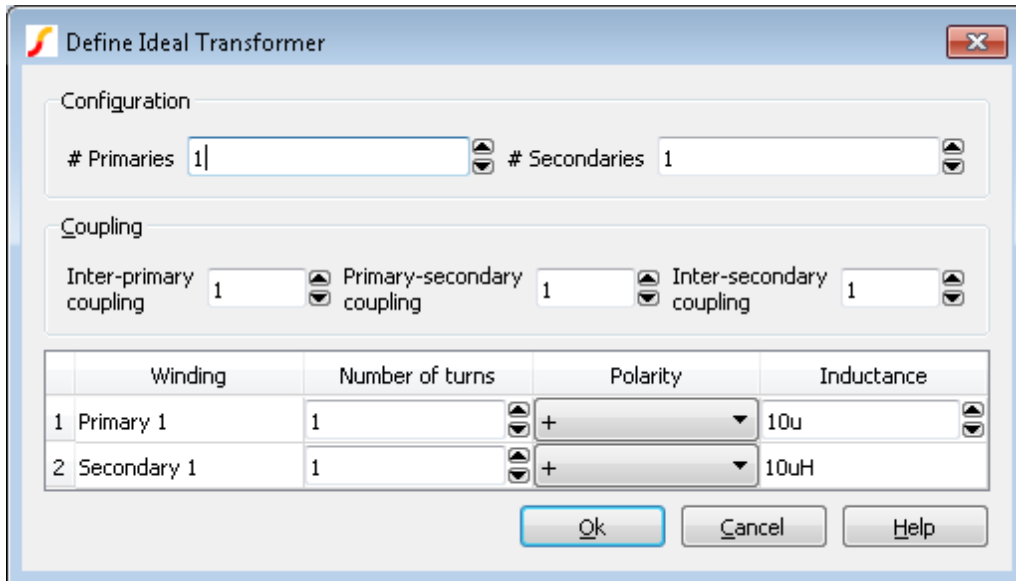 Define Ideal Transformer
Configuration
# Primaries 1 # Secondaries 1
Coupling
Inter-primary coupling 1 Primary-secondary coupling 1 Inter-secondary coupling 1
Winding Number of turns Polarity Inductance
1 Primary 1 1 + 10u
2 Secondary 1 1 + 10uH
Ok Cancel Help